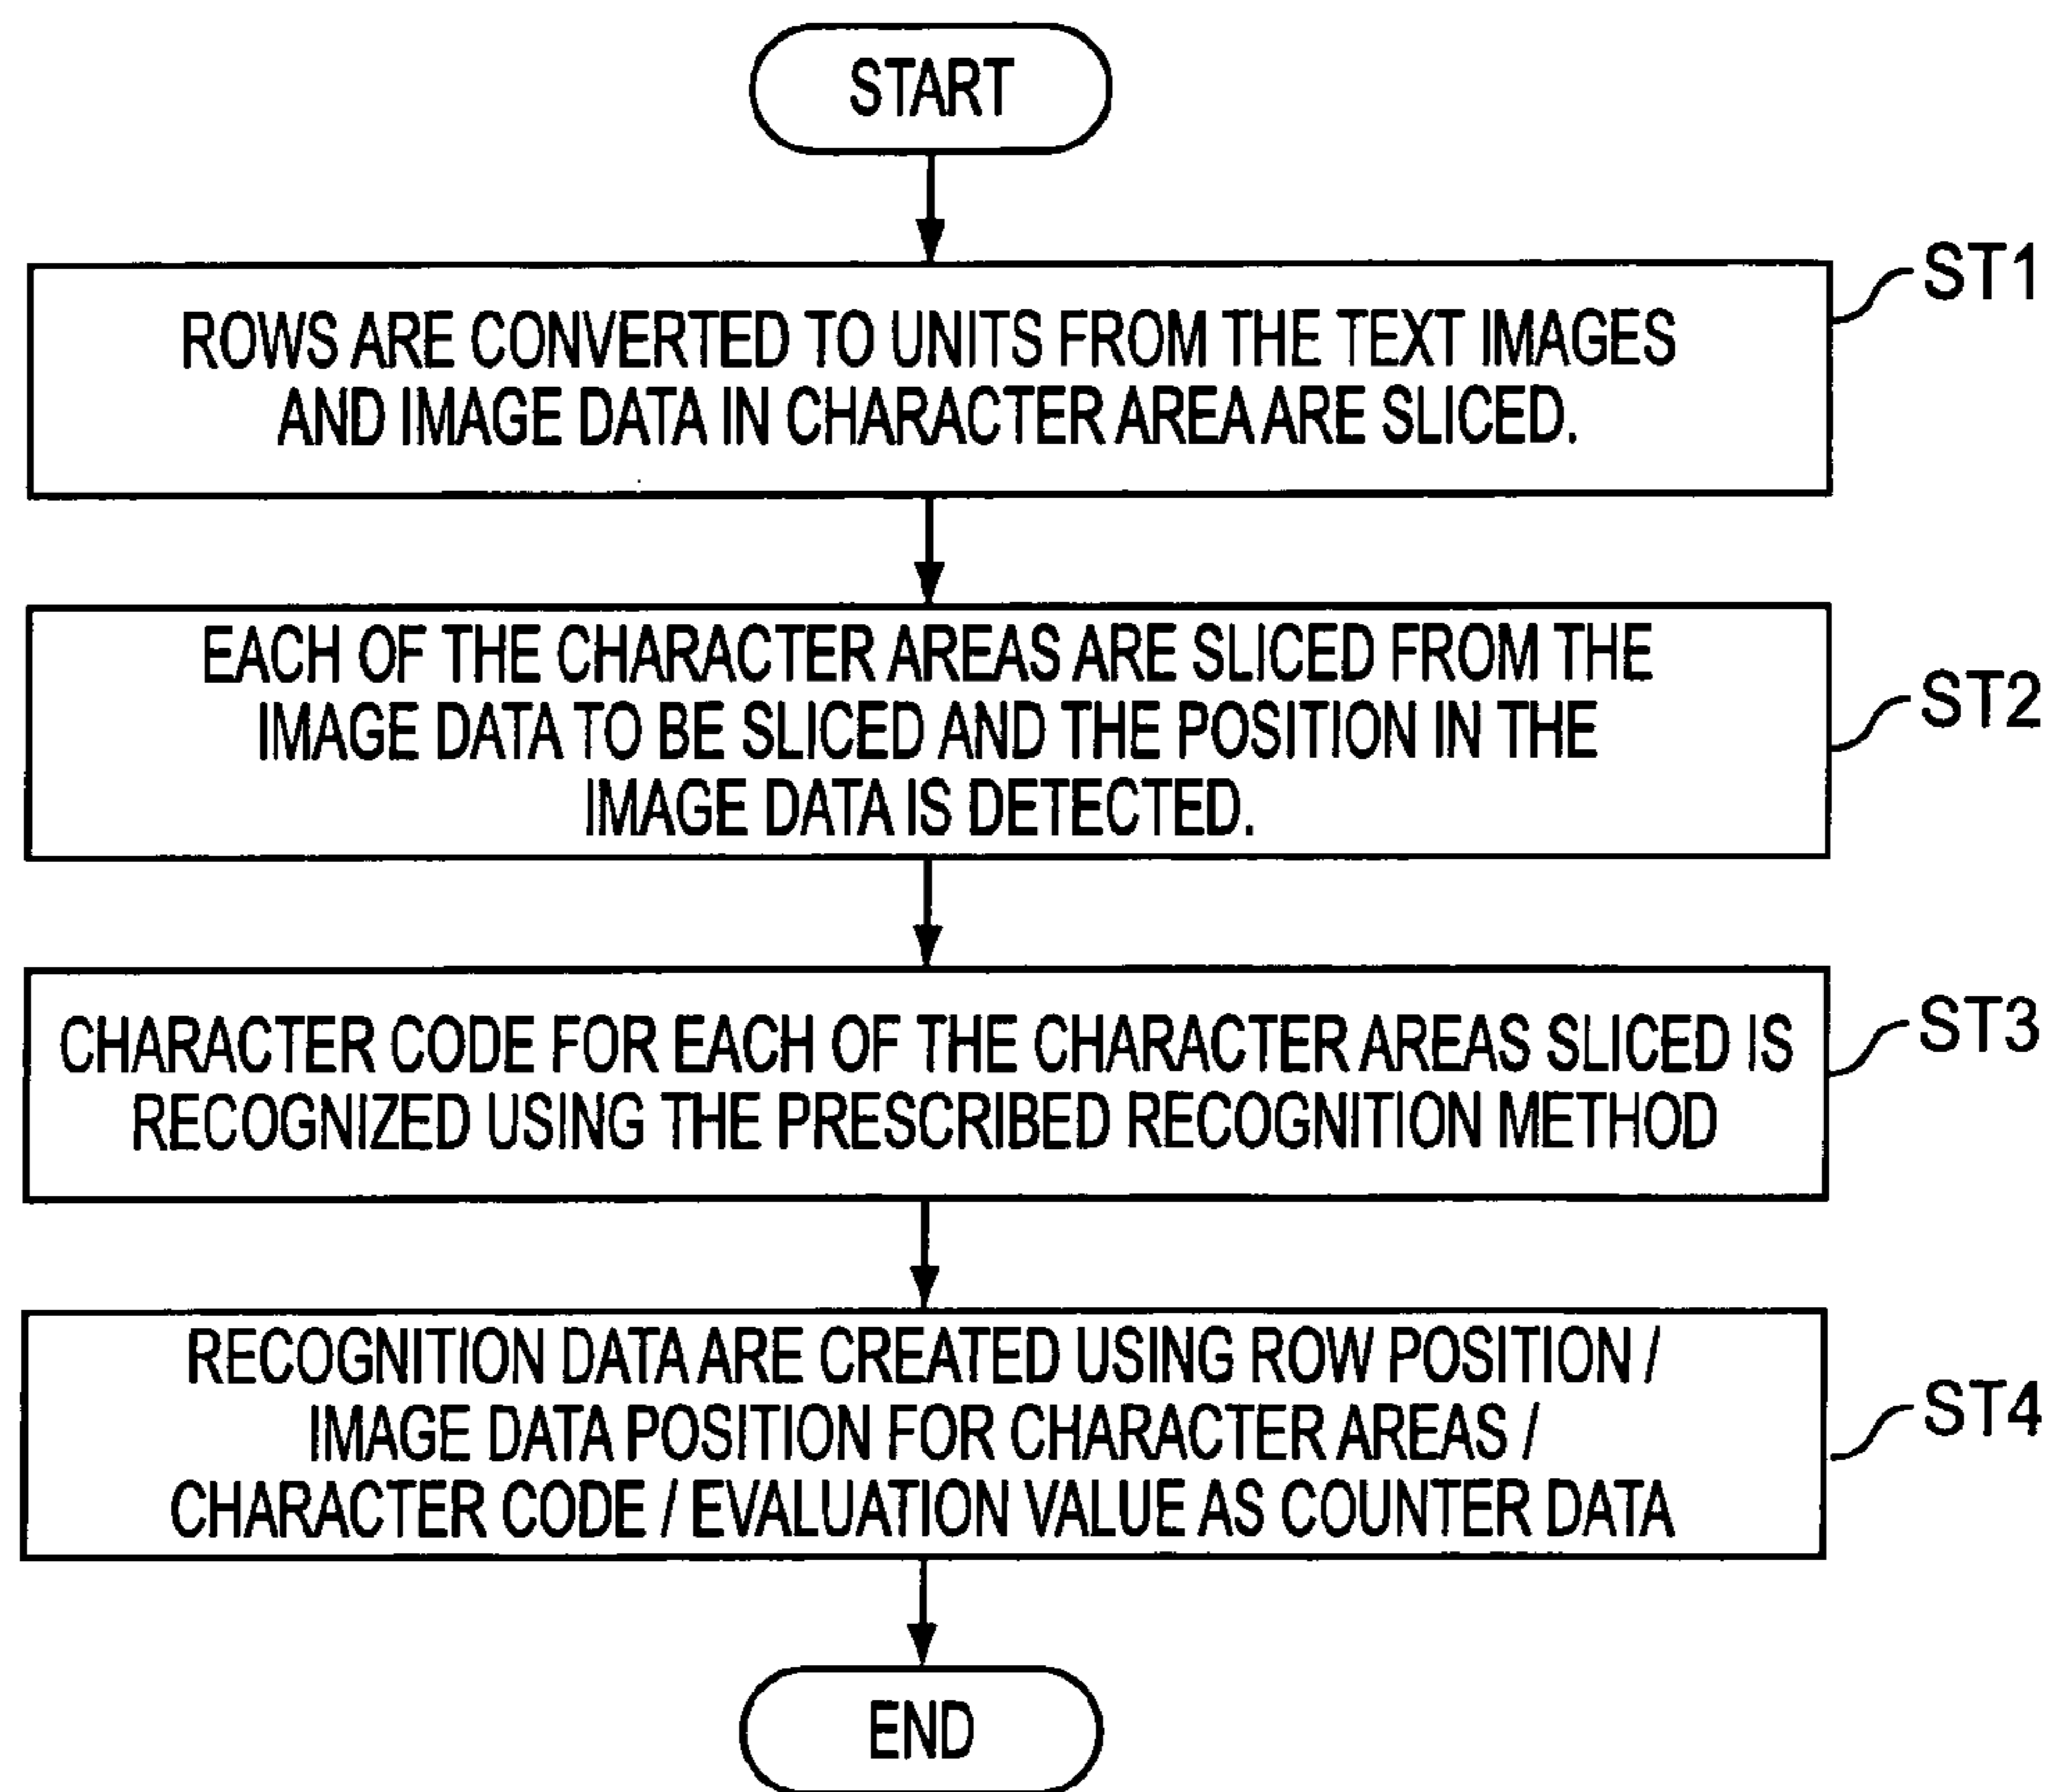 START
ROWS ARE CONVERTED TO UNITS FROM THE TEXT IMAGES
AND IMAGE DATA IN CHARACTER AREA ARE SLICED.
ST1
EACH OF THE CHARACTER AREAS ARE SLICED FROM THE
IMAGE DATA TO BE SLICED AND THE POSITION IN THE
IMAGE DATA IS DETECTED.
ST2
CHARACTER CODE FOR EACH OF THE CHARACTER AREAS SLICED IS
RECOGNIZED USING THE PRESCRIBED RECOGNITION METHOD
ST3
RECOGNITION DATA ARE CREATED USING ROW POSITION /
IMAGE DATA POSITION FOR CHARACTER AREAS /
CHARACTER CODE / EVALUATION VALUE AS COUNTER DATA
ST4
END